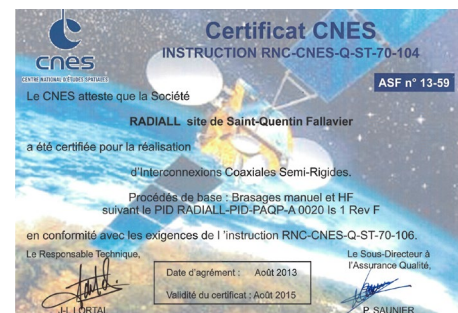 Certificat CNES
INSTRUCTION RNC-CNES-Q-ST-70-104
cnes
CENTRE NATIONAL D'ÉTUDES SPATIALES
ASF n° 13-59
Le CNES atteste que la Société
RADIALL site de Saint-Quentin Fallavier
a été certifiée pour la réalisation
d'Interconnexions Coaxiales Semi-Rigides.
Procédés de base : Brasages manuel et HF
suivant le PID RADIALL-PID-PAQP-A 0020 Is 1 Rev F
en conformité avec les exigences de l 'instruction RNC-CNES-Q-ST-70-106.
Le Responsable Technique,
Le Sous-Directeur à
l'Assurance Qualité,
Date d'agrément : Août 2013
Validité du certificat : Août 2015
J-L LORTAL
P. SAUNIER